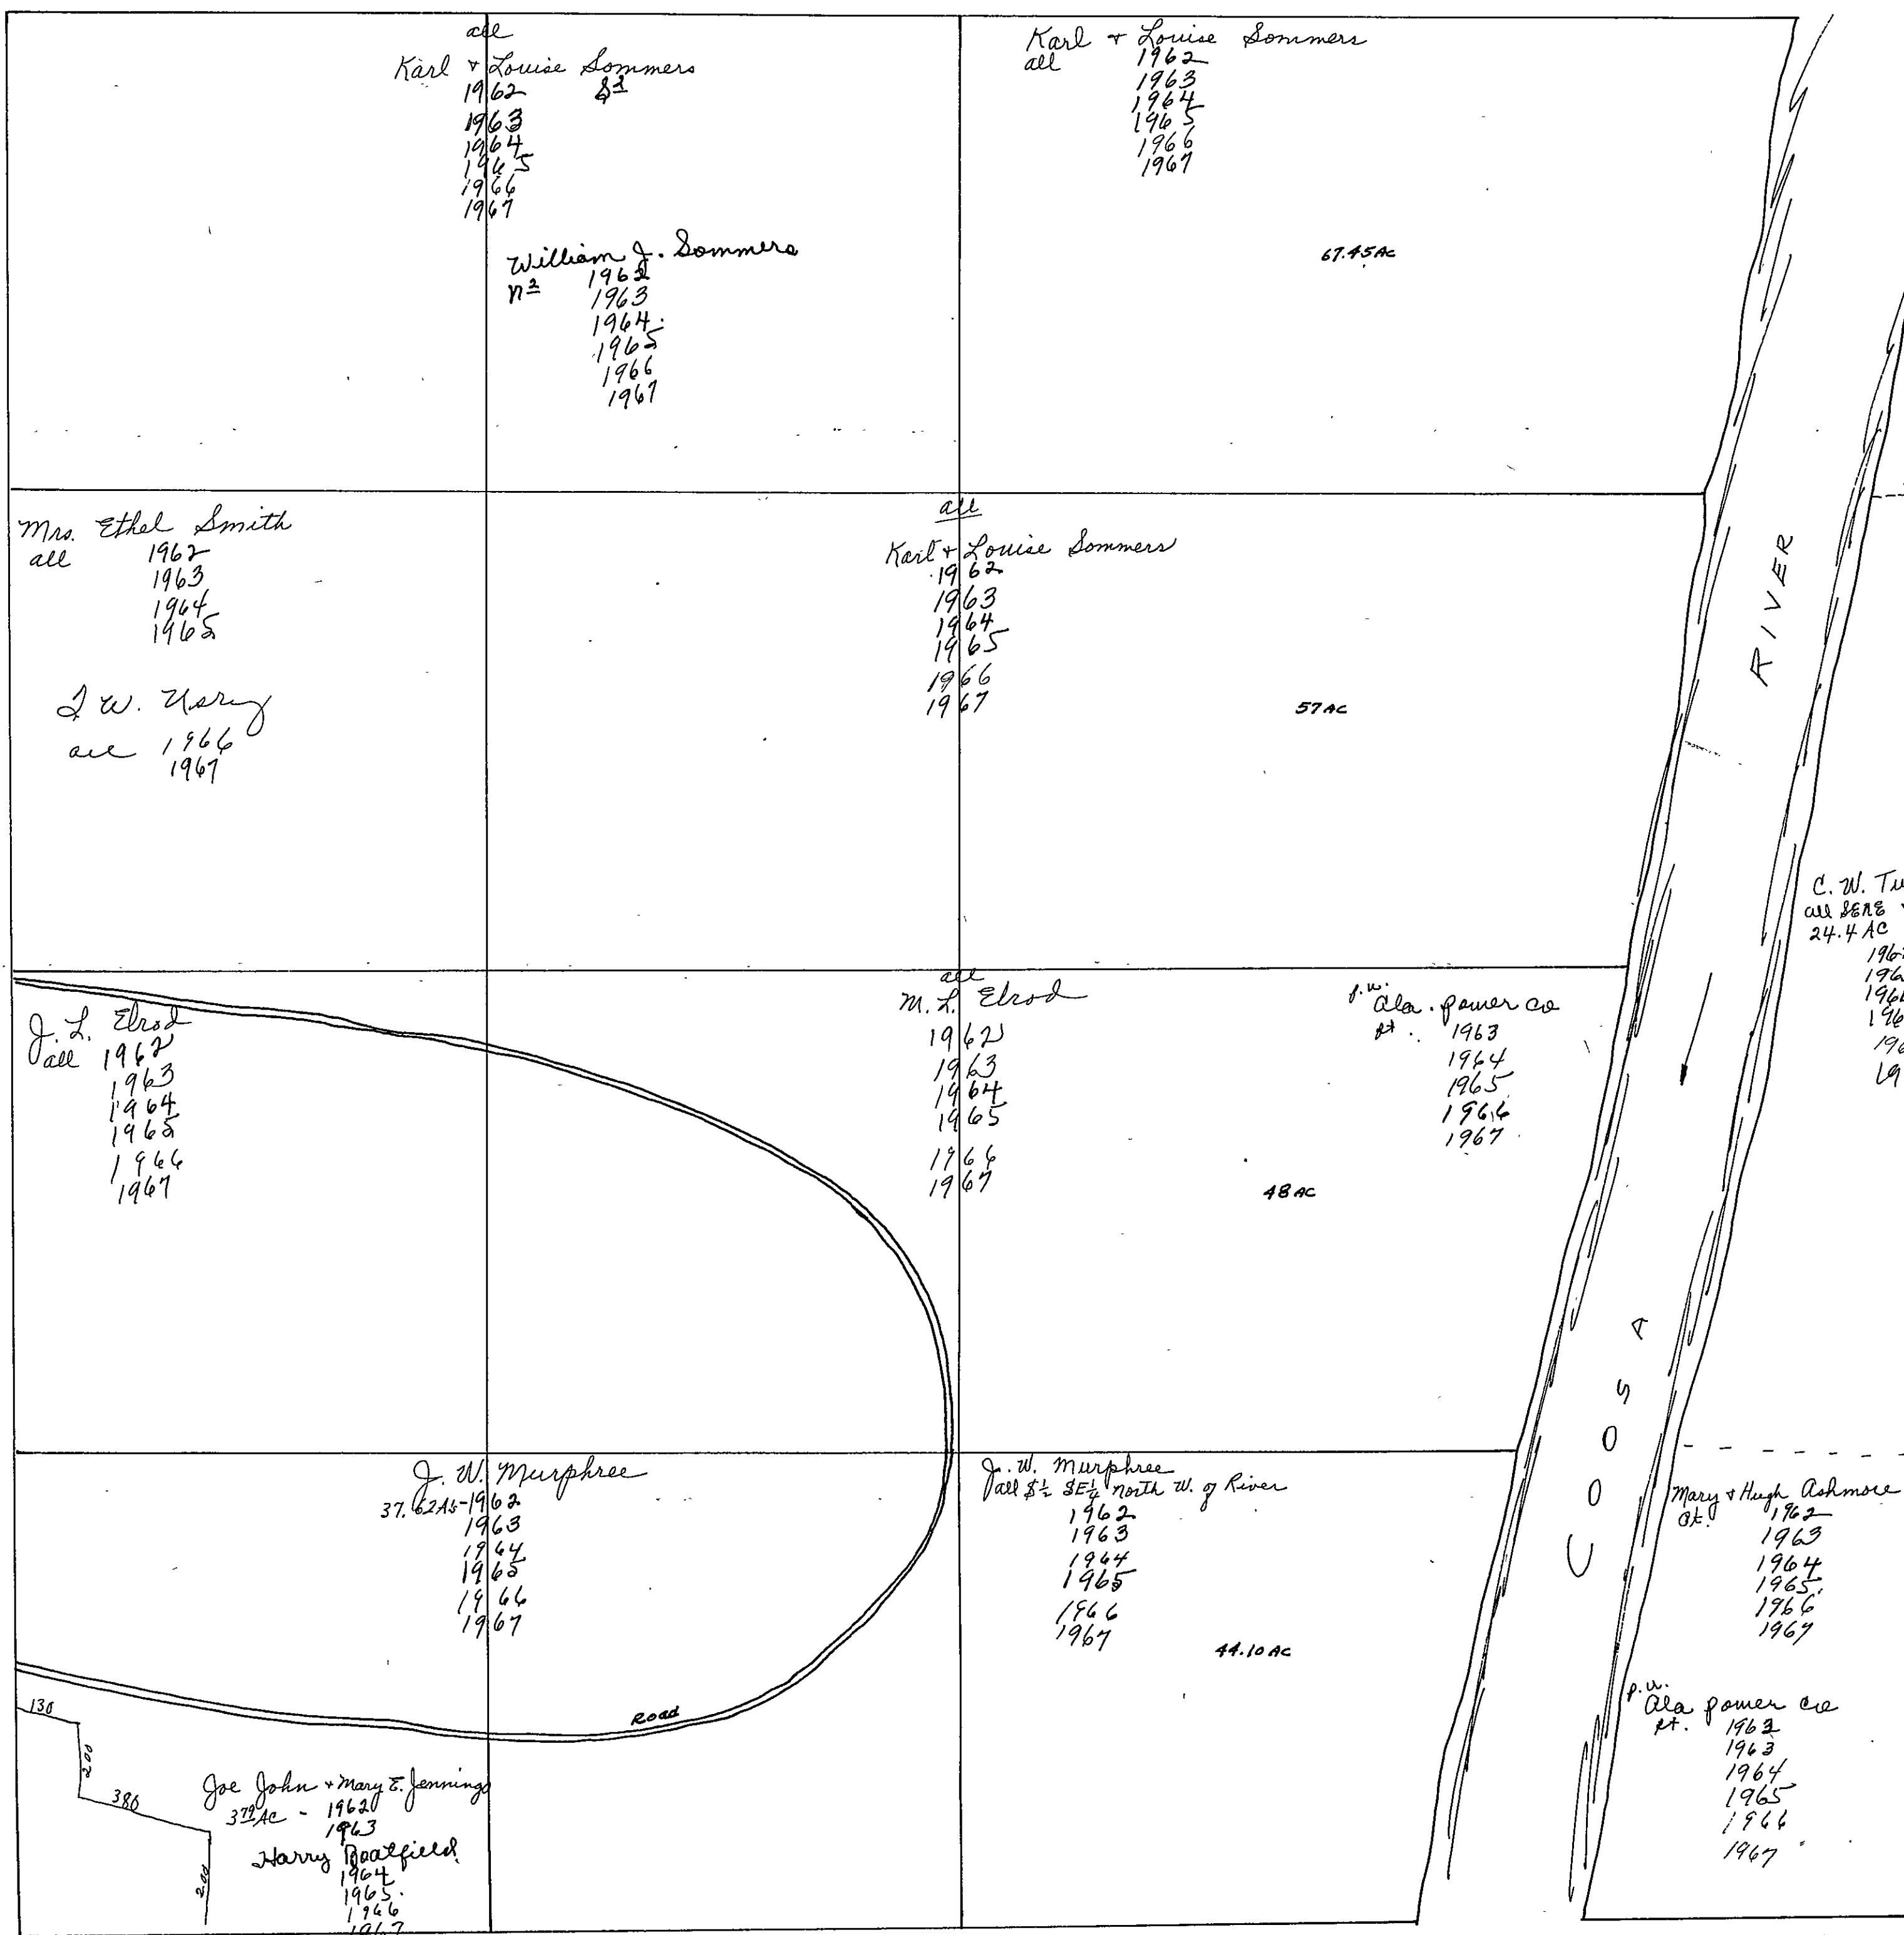 all
Karl + Louise Sommers
1962
1963
1964
1965
1966
1967
William J. Sommers
1962
1963
1964
1965
1966
1967
Karl + Louise Sommers
all 1962
1963
1964
1965
1966
1967
67.45 AC
Mrs. Ethel Smith
all 1962
1963
1964
1965
W.
all 1966
1967
all
Karl + Louise Sommers
1962
1963
1964
1965
1966
1967
57 AC
RIVER
C. W.
all SENE
24.4 AC
J. L. Elrod
all 1962
1963
1964
1965
1966
1967
all
M. L. Elrod
1962
1963
1964
1965
1966
1967
48 AC
p.w.
Ala. power co
pt. 1963
1964
1965
1966
1967
COOSA
J. W. Murphree
37.62 Ac - 1962
1963
1964
1965
1966
1967
J. W. Murphree
all S½ SE¼ north W. of River
1962
1963
1964
1965
1966
1967
44.10 AC
Mary + Hugh Ashmore
Pt. 1962
1963
1964
1965
1966
1967
p.w.
Ala power co
pt. 1962
1963
1964
1965
1966
1967
Road
130
200
380
200
Joe John + Mary E. Jennings
AC - 1962
1963
Harry Boatfield
1964
1965
1966
1967